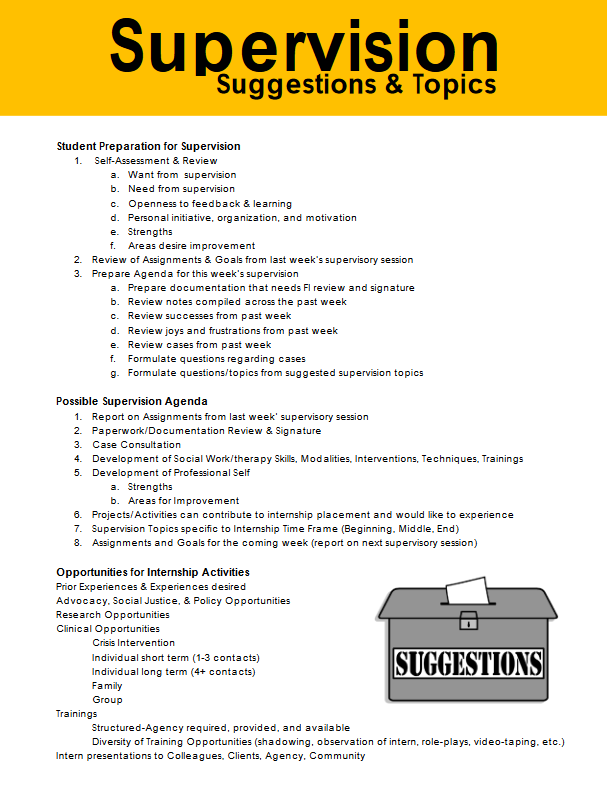 Supervision
Suggestions & Topics
Student Preparation for Supervision
1. Self-Assessment & Review
a. Want from supervision
b. Need from supervision
c. Openness to feedback & learning
d. Personal initiative, organization, and motivation
e. Strengths
f. Areas desire improvement
2. Review of Assignments & Goals from last week's supervisory session
3. Prepare Agenda for this week's supervision
a. Prepare documentation that needs FI review and signature
b. Review notes compiled across the past week
c. Review successes from past week
d. Review joys and frustrations from past week
e. Review cases from past week
f. Formulate questions regarding cases
g. Formulate questions/topics from suggested supervision topics
Possible Supervision Agenda
1. Report on Assignments from last week' supervisory session
2. Paperwork/Documentation Review & Signature
3. Case Consultation
4. Development of Social Work/therapy Skills, Modalities, Interventions, Techniques, Trainings
5. Development of Professional Self
a. Strengths
b. Areas for Improvement
6. Projects/Activities can contribute to internship placement and would like to experience
7. Supervision Topics specific to Internship Time Frame (Beginning, Middle, End)
8. Assignments and Goals for the coming week (report on next supervisory session)
Opportunities for Internship Activities
Prior Experiences & Experiences desired
Advocacy, Social Justice, & Policy Opportunities
Research Opportunities
Clinical Opportunities
Crisis Intervention
Individual short term (1-3 contacts)
Individual long term (4+ contacts)
Family
Group
Trainings
Structured-Agency required, provided, and available
Diversity of Training Opportunities (shadowing, observation of intern, role-plays, video-taping, etc.)
Intern presentations to Colleagues, Clients, Agency, Community
SUGGESTIONS